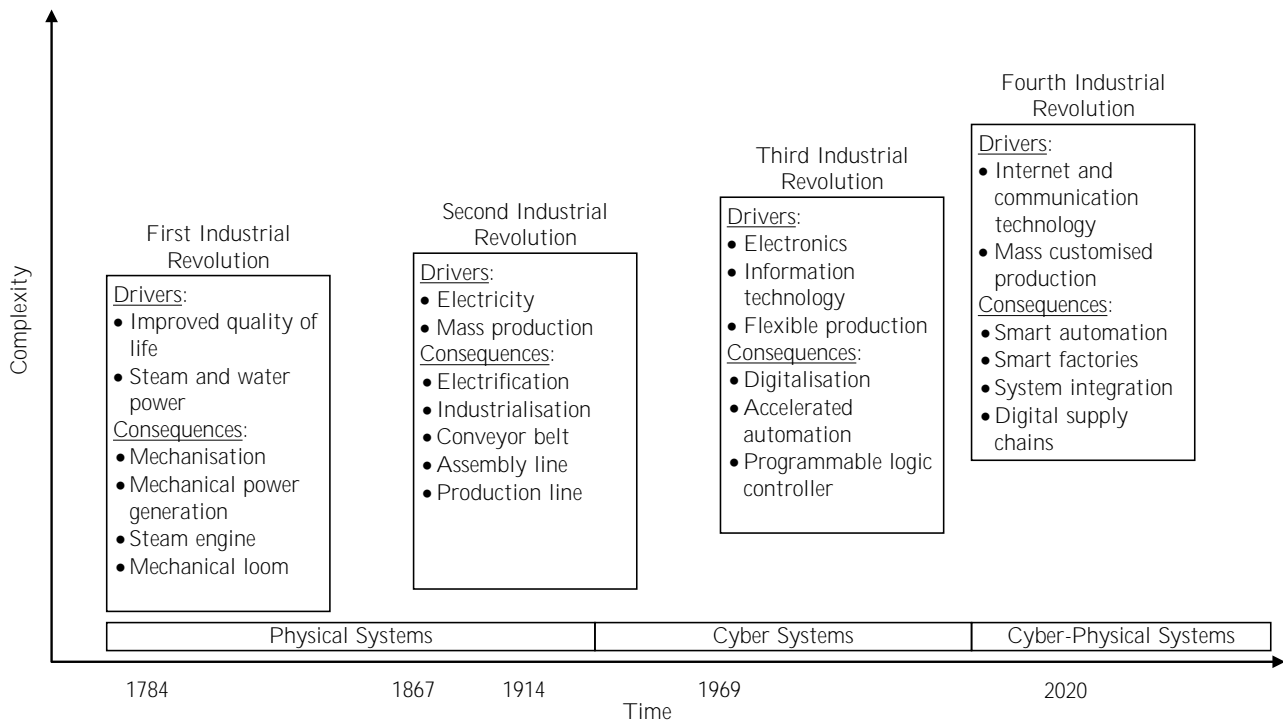 Complexity
First Industrial
Revolution
Drivers:
• Improved quality of
life
• Steam and water
power
Consequences:
• Mechanisation
• Mechanical power
generation
• Steam engine
• Mechanical loom
Second Industrial
Revolution
Drivers:
• Electricity
• Mass production
Consequences:
• Electrification
• Industrialisation
• Conveyor belt
• Assembly line
• Production line
Third Industrial
Revolution
Drivers:
• Electronics
• Information
technology
• Flexible production
Consequences:
• Digitalisation
• Accelerated
automation
• Programmable logic
controller
Fourth Industrial
Revolution
Drivers:
• Internet and
communication
technology
• Mass customised
production
Consequences:
• Smart automation
• Smart factories
• System integration
• Digital supply
chains
Physical Systems
Cyber Systems
Cyber-Physical Systems
1784
1867
1914
1969
2020
Time